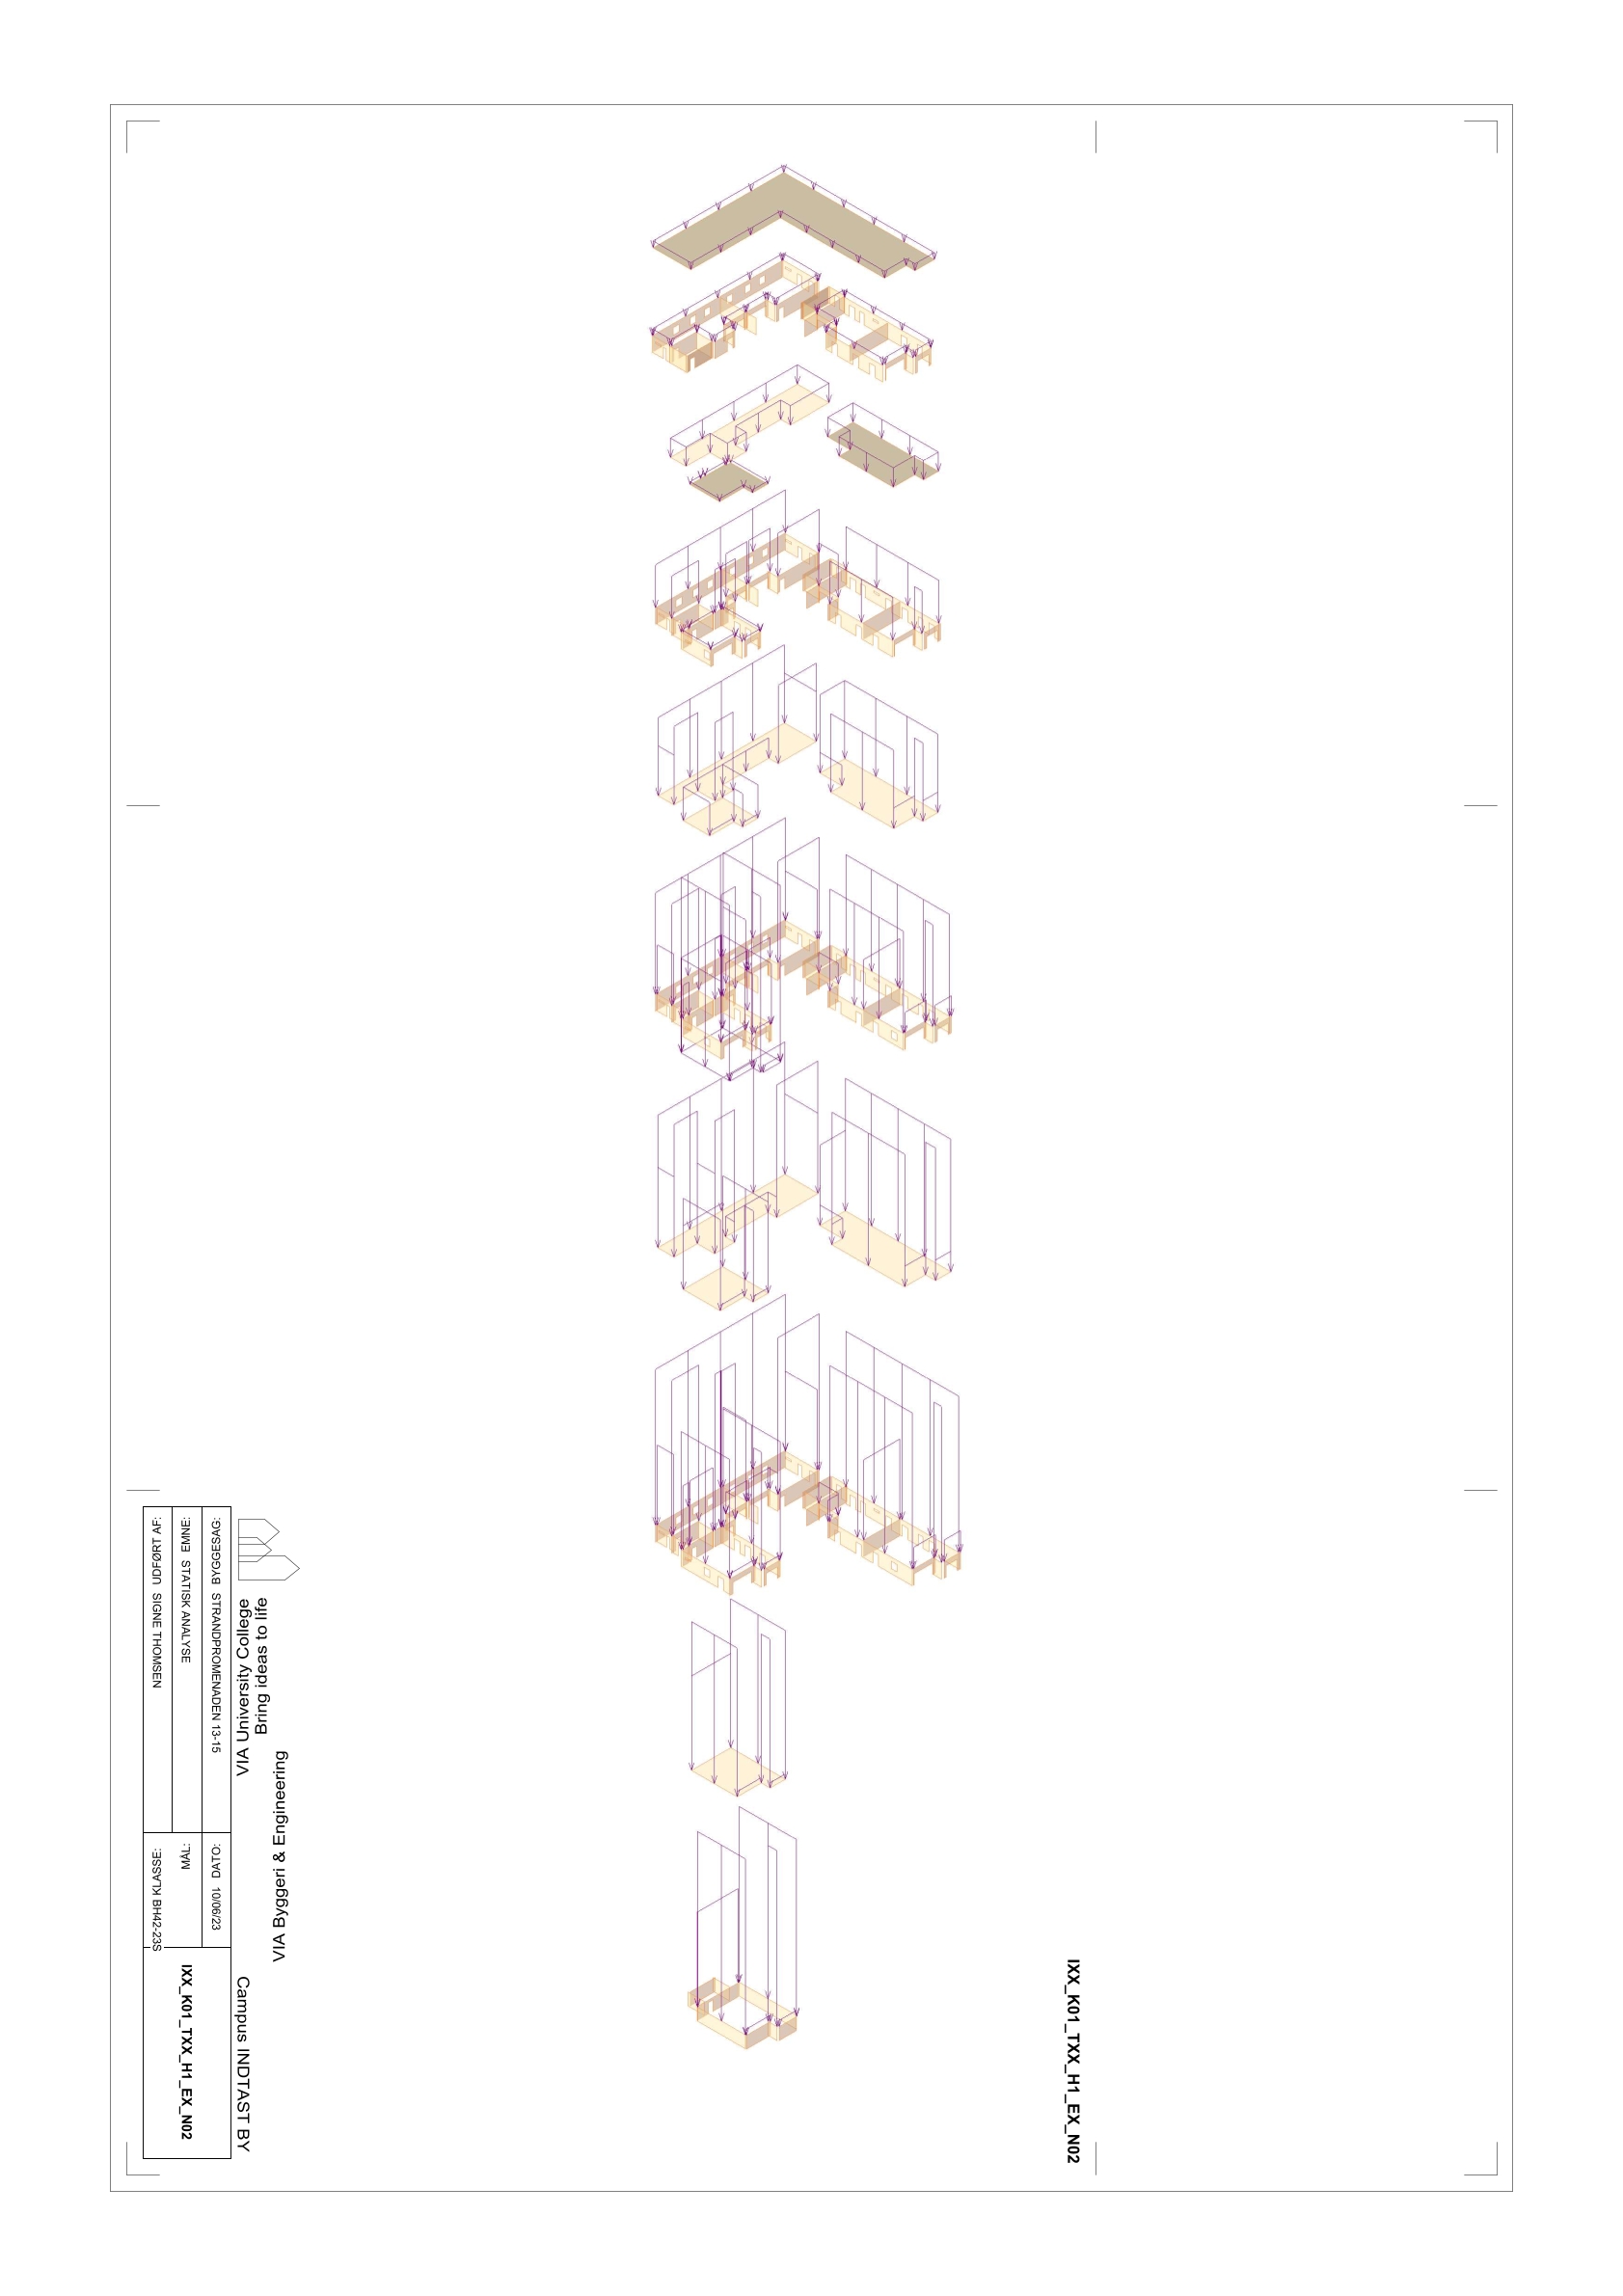 VIA University College
Bring ideas to life
VIA Byggeri & Engineering
Campus INDTAST BY
BYGGESAG: STRANDPROMENADEN 13-15
DATO: 10/06/23
EMNE: STATISK ANALYSE
MÅL:
UDFØRT AF: SIGNE THOMSEN
KLASSE: BH42-23S
IXX_K01_TXX_H1_EX_N02
IXX_K01_TXX_H1_EX_N02